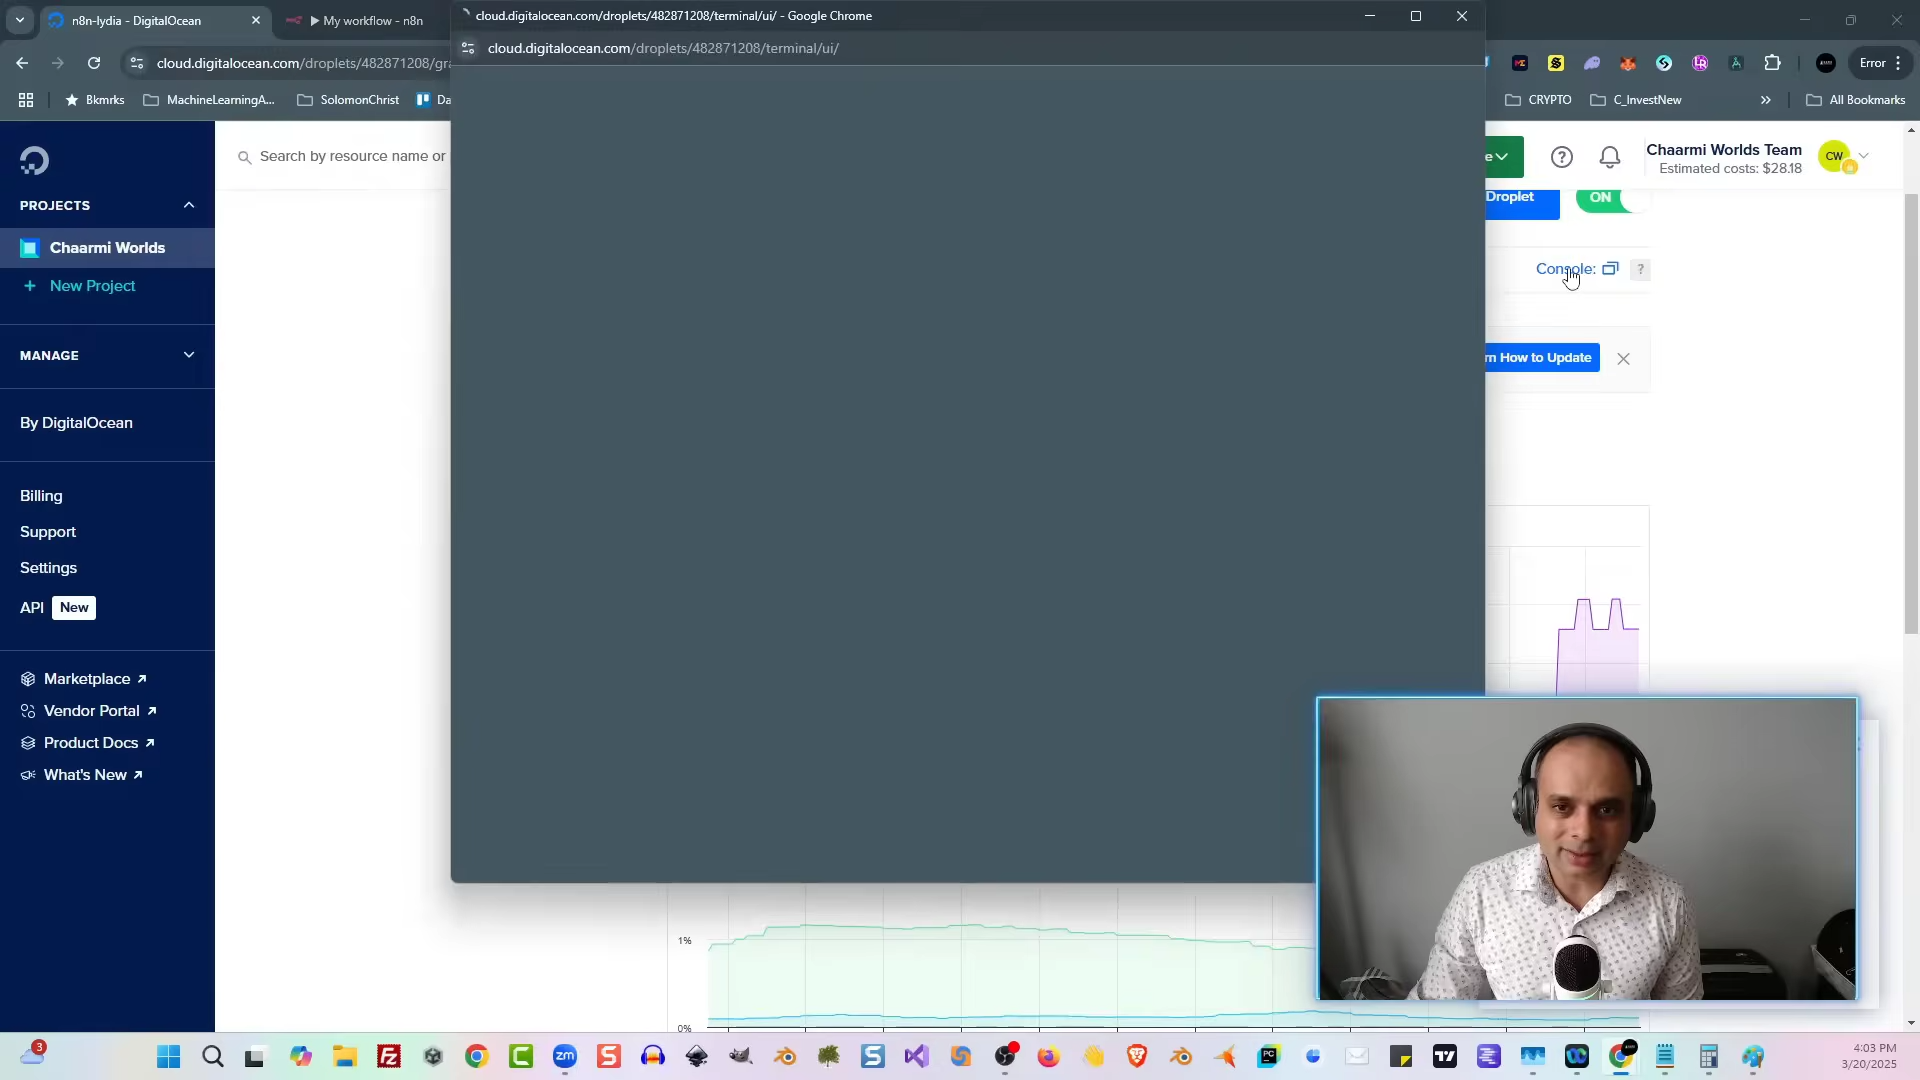 n8n-lydia - DigitalOcean
My workflow - n8n
cloud.digitalocean.com/droplets/482871208/terminal/ui/ - Google Chrome
cloud.digitalocean.com/droplets/482871208/gra
cloud.digitalocean.com/droplets/482871208/terminal/ui/
Error
Bkmrks
MachineLearningA...
SolomonChrist
Da
CRYPTO
C_InvestNew
All Bookmarks
Search by resource name or
e
Chaarmi Worlds Team
Estimated costs: $28.18
CW
PROJECTS
Chaarmi Worlds
New Project
MANAGE
By DigitalOcean
Billing
Support
Settings
API New
Marketplace
Vendor Portal
Product Docs
What's New
Droplet
ON
Console:
?
rn How to Update
1%
0%
3
4:03 PM
3/20/2025